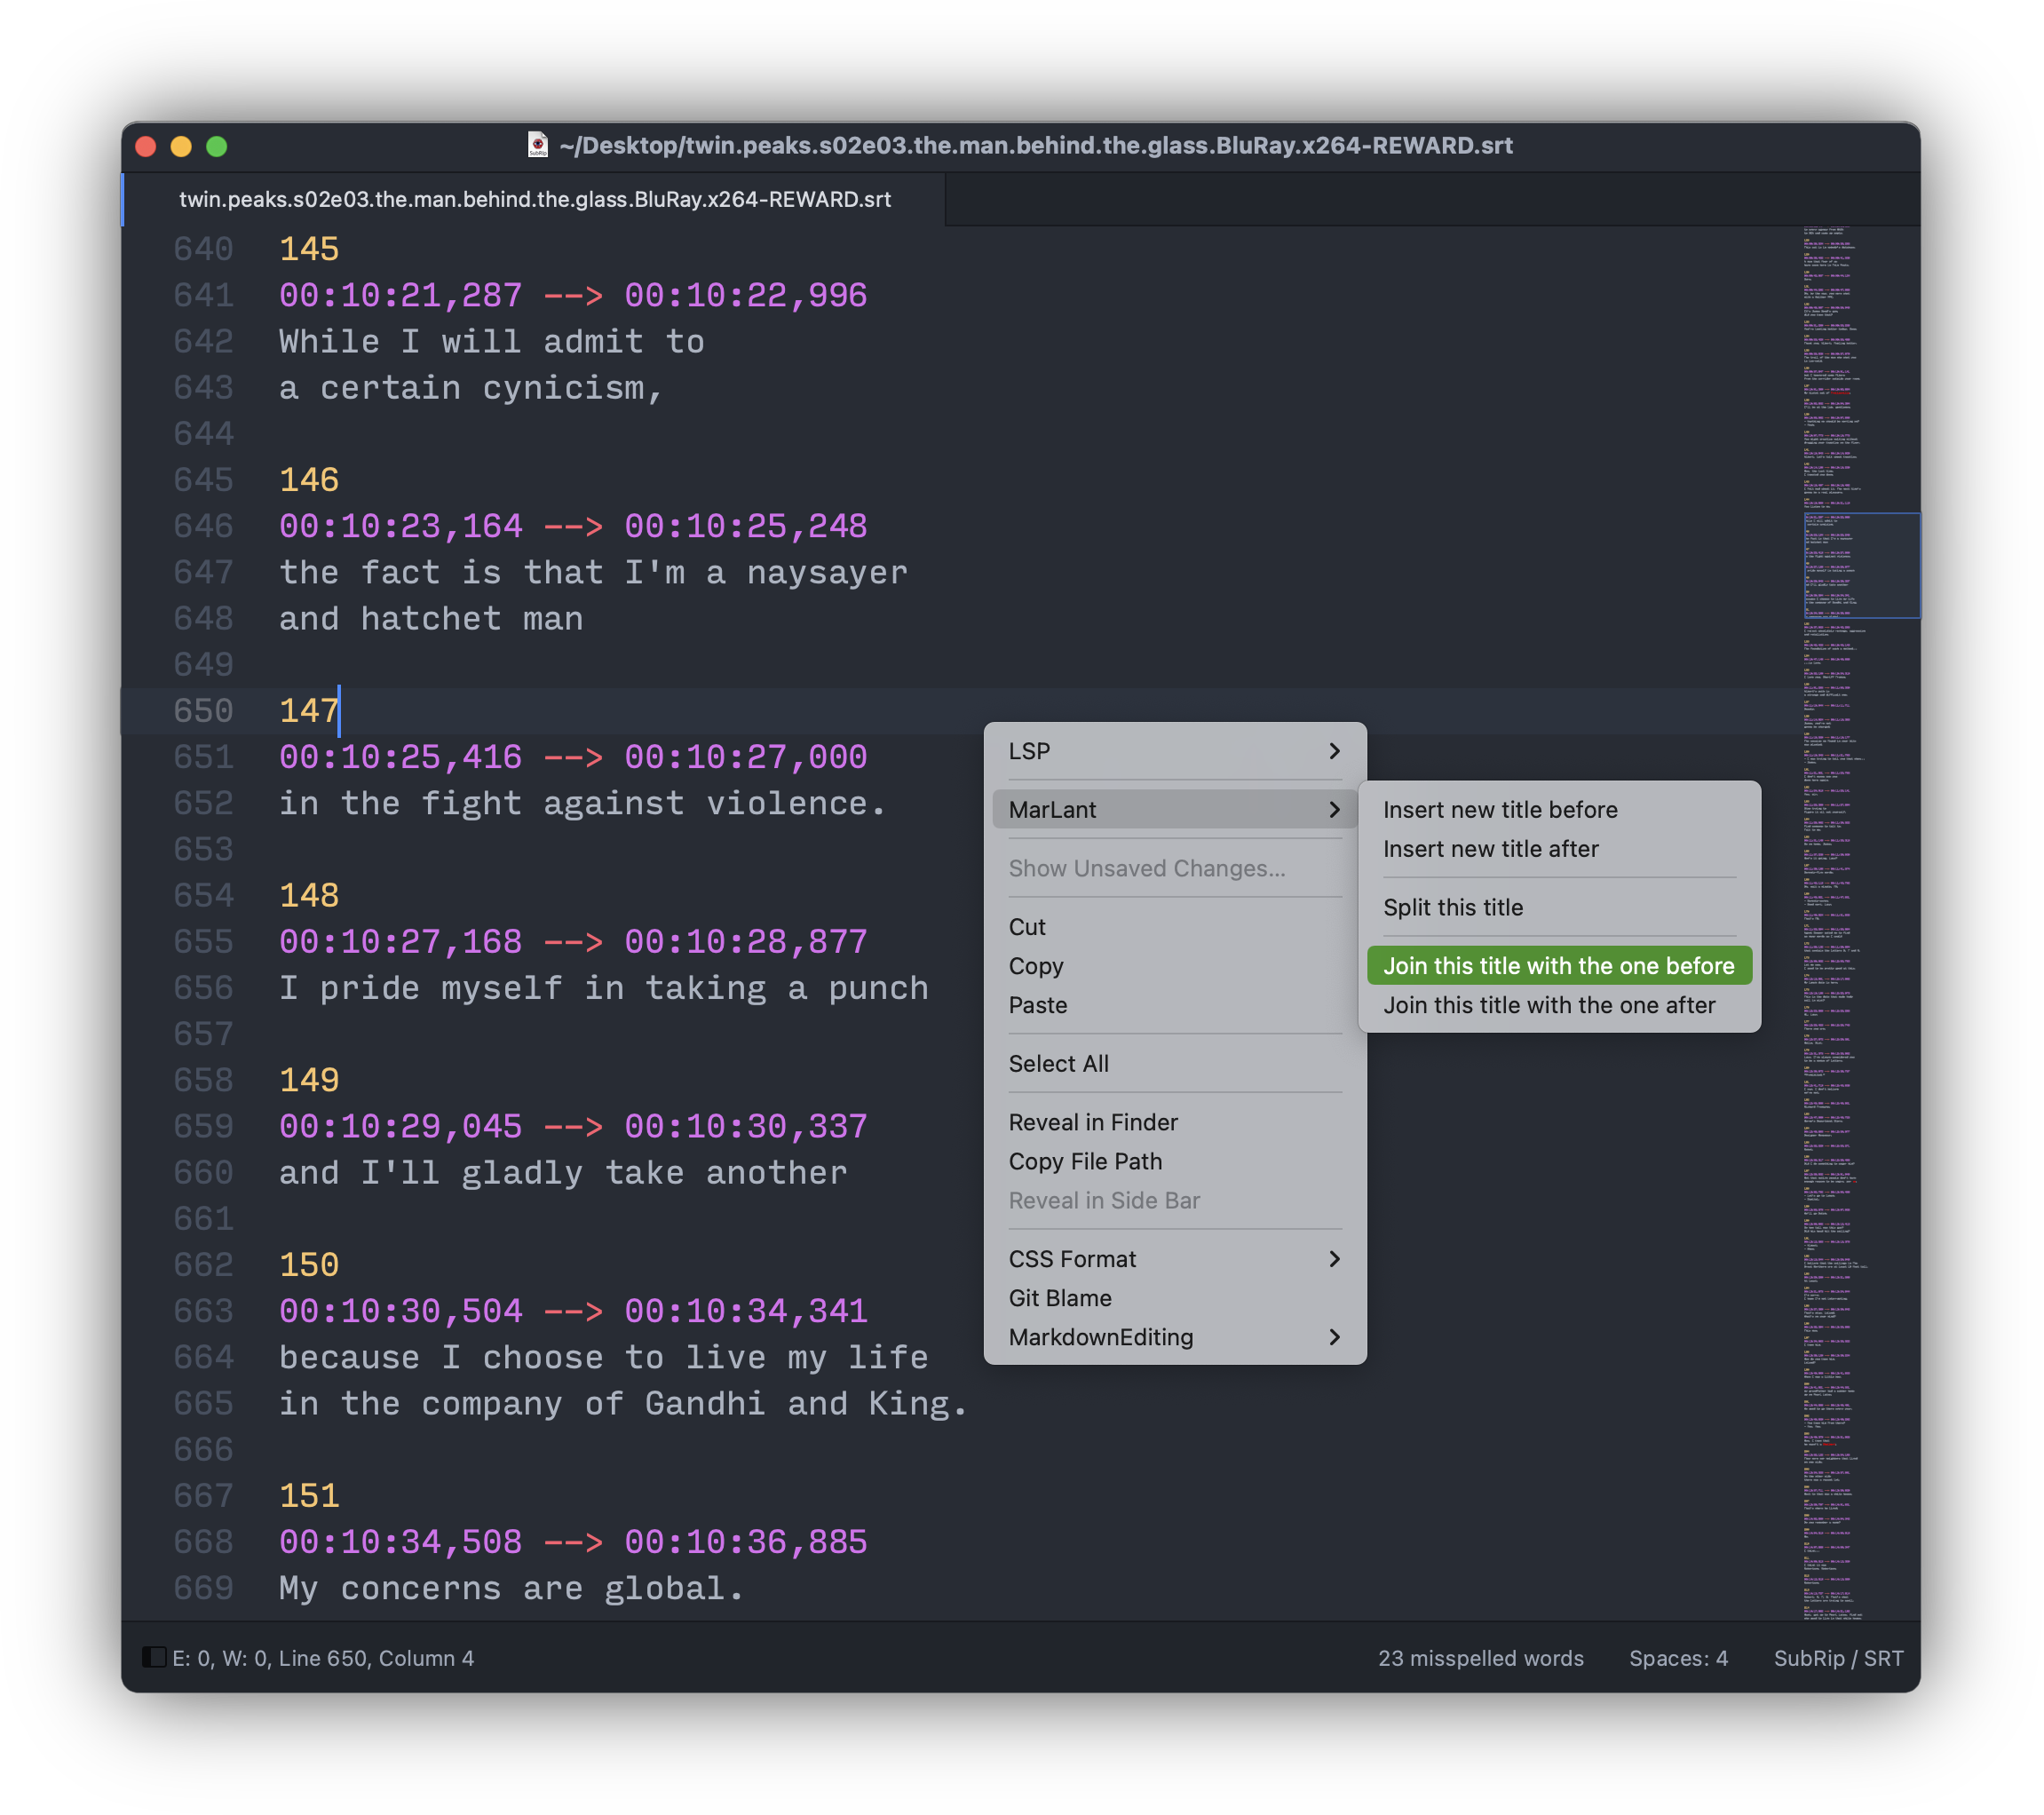 ~/Desktop/twin.peaks.s02e03.the.man.behind.the.glass.BluRay.x264-REWARD.srt
twin.peaks.s02e03.the.man.behind.the.glass.BluRay.x264-REWARD.srt
640 145
641 00:10:21,287 --> 00:10:22,996
642 While I will admit to
643 a certain cynicism,
644
645 146
646 00:10:23,164 --> 00:10:25,248
647 the fact is that I'm a naysayer
648 and hatchet man
649
650 147
651 00:10:25,416 --> 00:10:27,000
652 in the fight against violence.
653
654 148
655 00:10:27,168 --> 00:10:28,877
656 I pride myself in taking a punch
657
658 149
659 00:10:29,045 --> 00:10:30,337
660 and I'll gladly take another
661
662 150
663 00:10:30,504 --> 00:10:34,341
664 because I choose to live my life
665 in the company of Gandhi and King.
666
667 151
668 00:10:34,508 --> 00:10:36,885
669 My concerns are global.
LSP
MarLant
Show Unsaved Changes...
Cut
Copy
Paste
Select All
Reveal in Finder
Copy File Path
Reveal in Side Bar
CSS Format
Git Blame
MarkdownEditing
Insert new title before
Insert new title after
Split this title
Join this title with the one before
Join this title with the one after
E: 0, W: 0, Line 650, Column 4
23 misspelled words
Spaces: 4
SubRip / SRT